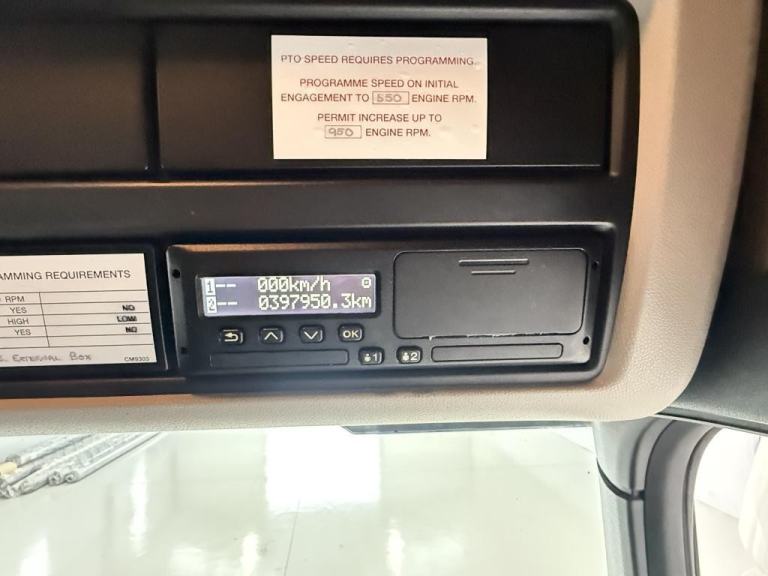 PTO SPEED REQUIRES PROGRAMMING.
PROGRAMME SPEED ON INITIAL
ENGAGEMENT TO 850 ENGINE RPM.
PERMIT INCREASE UP TO
950 ENGINE RPM.
AMMING REQUIREMENTS
RPM
YES NO
HIGH LOW
YES NO
EXTERNAL BOX
CM9303
1-- 000km/h
2-- 0397950.3km
OK
1 2